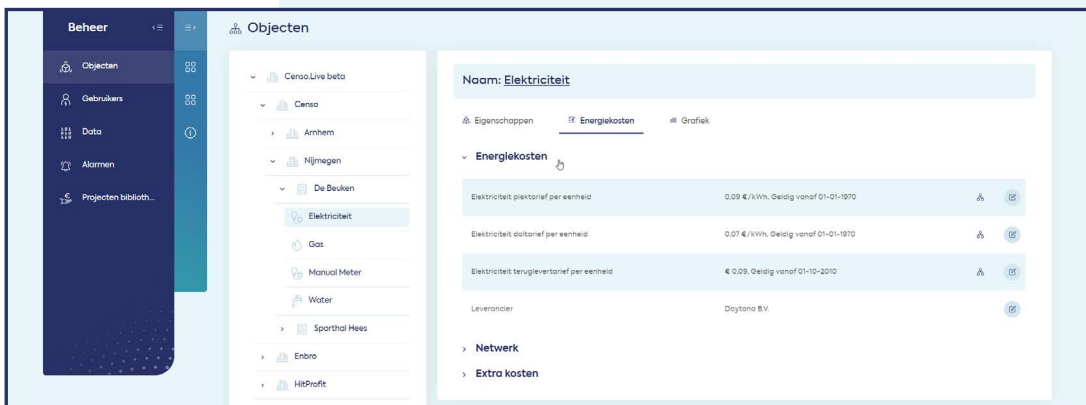 Beheer
Objecten
Gebruikers
Data
Alarmen
Projecten biblioth...
Objecten
Censo.Live beta
Censo
Arnhem
Nijmegen
De Beuken
Elektriciteit
Gas
Manual Meter
Water
Sporthal Hees
Enbro
HitProfit
Naam: Elektriciteit
Eigenschappen Energiekosten Grafiek
Energiekosten
Elektriciteit piektarief per eenheid 0,09 €/kWh, Geldig vanaf 01-01-1970
Elektriciteit daltarief per eenheid 0,07 €/kWh, Geldig vanaf 01-01-1970
Elektriciteit teruglevertarief per eenheid € 0,09, Geldig vanaf 01-10-2010
Leverancier Daytona B.V.
Netwerk
Extra kosten